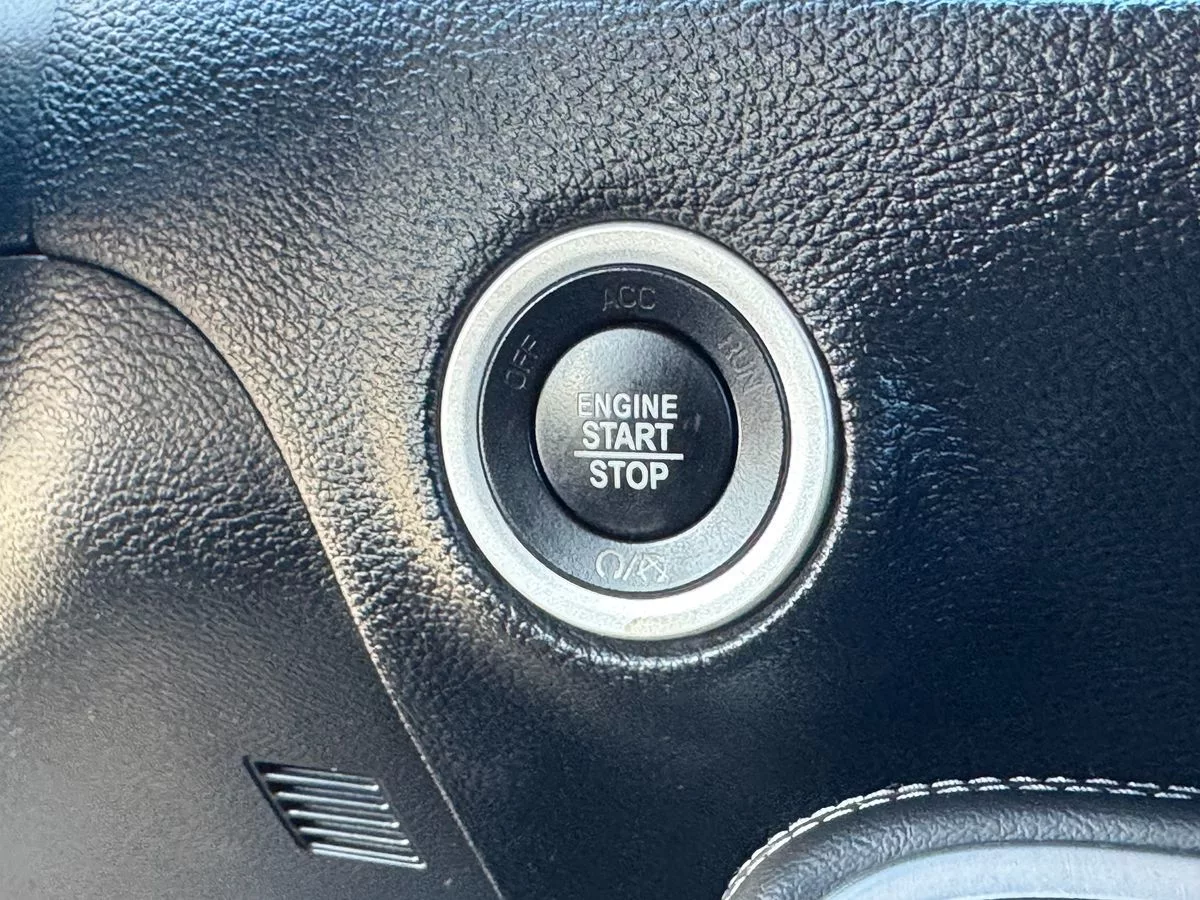 OFF
ACC
RUN
ENGINE
START
STOP